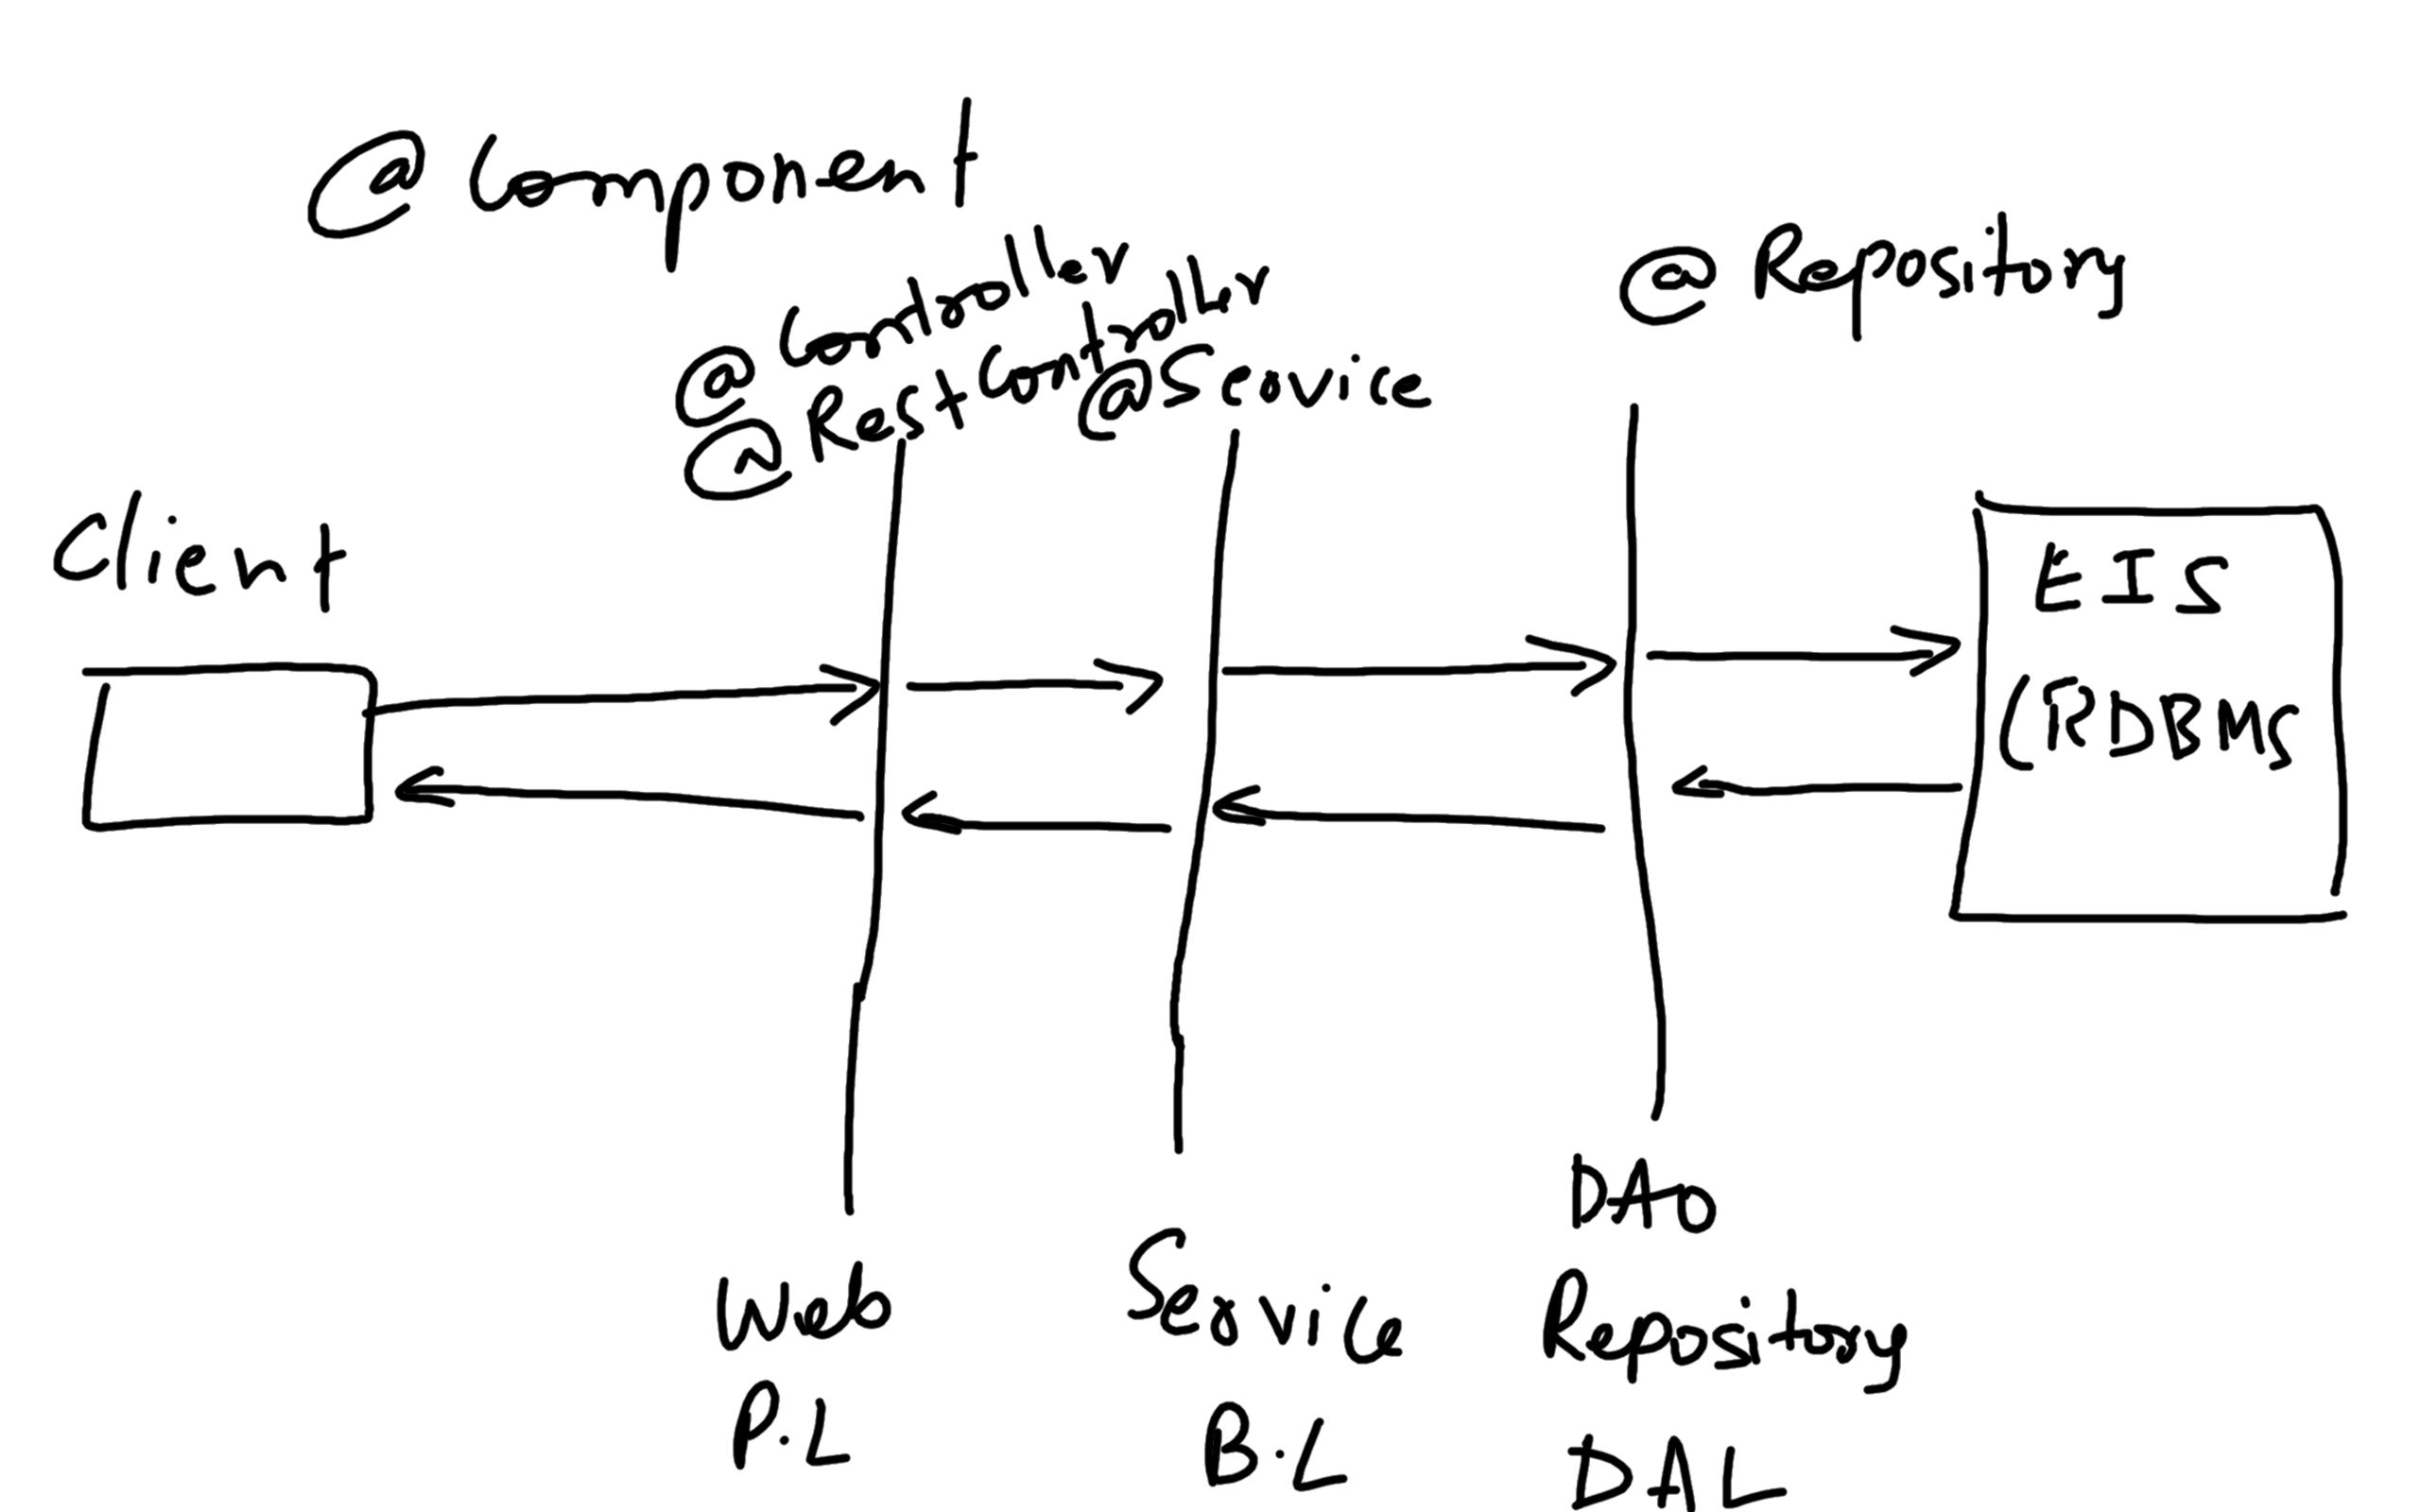 @Component
@Controller
@RestController
@Service
@Repository
Client
EIS
(RDBMS
Web
P.L
Service
B.L
DAO
Repository
DAL